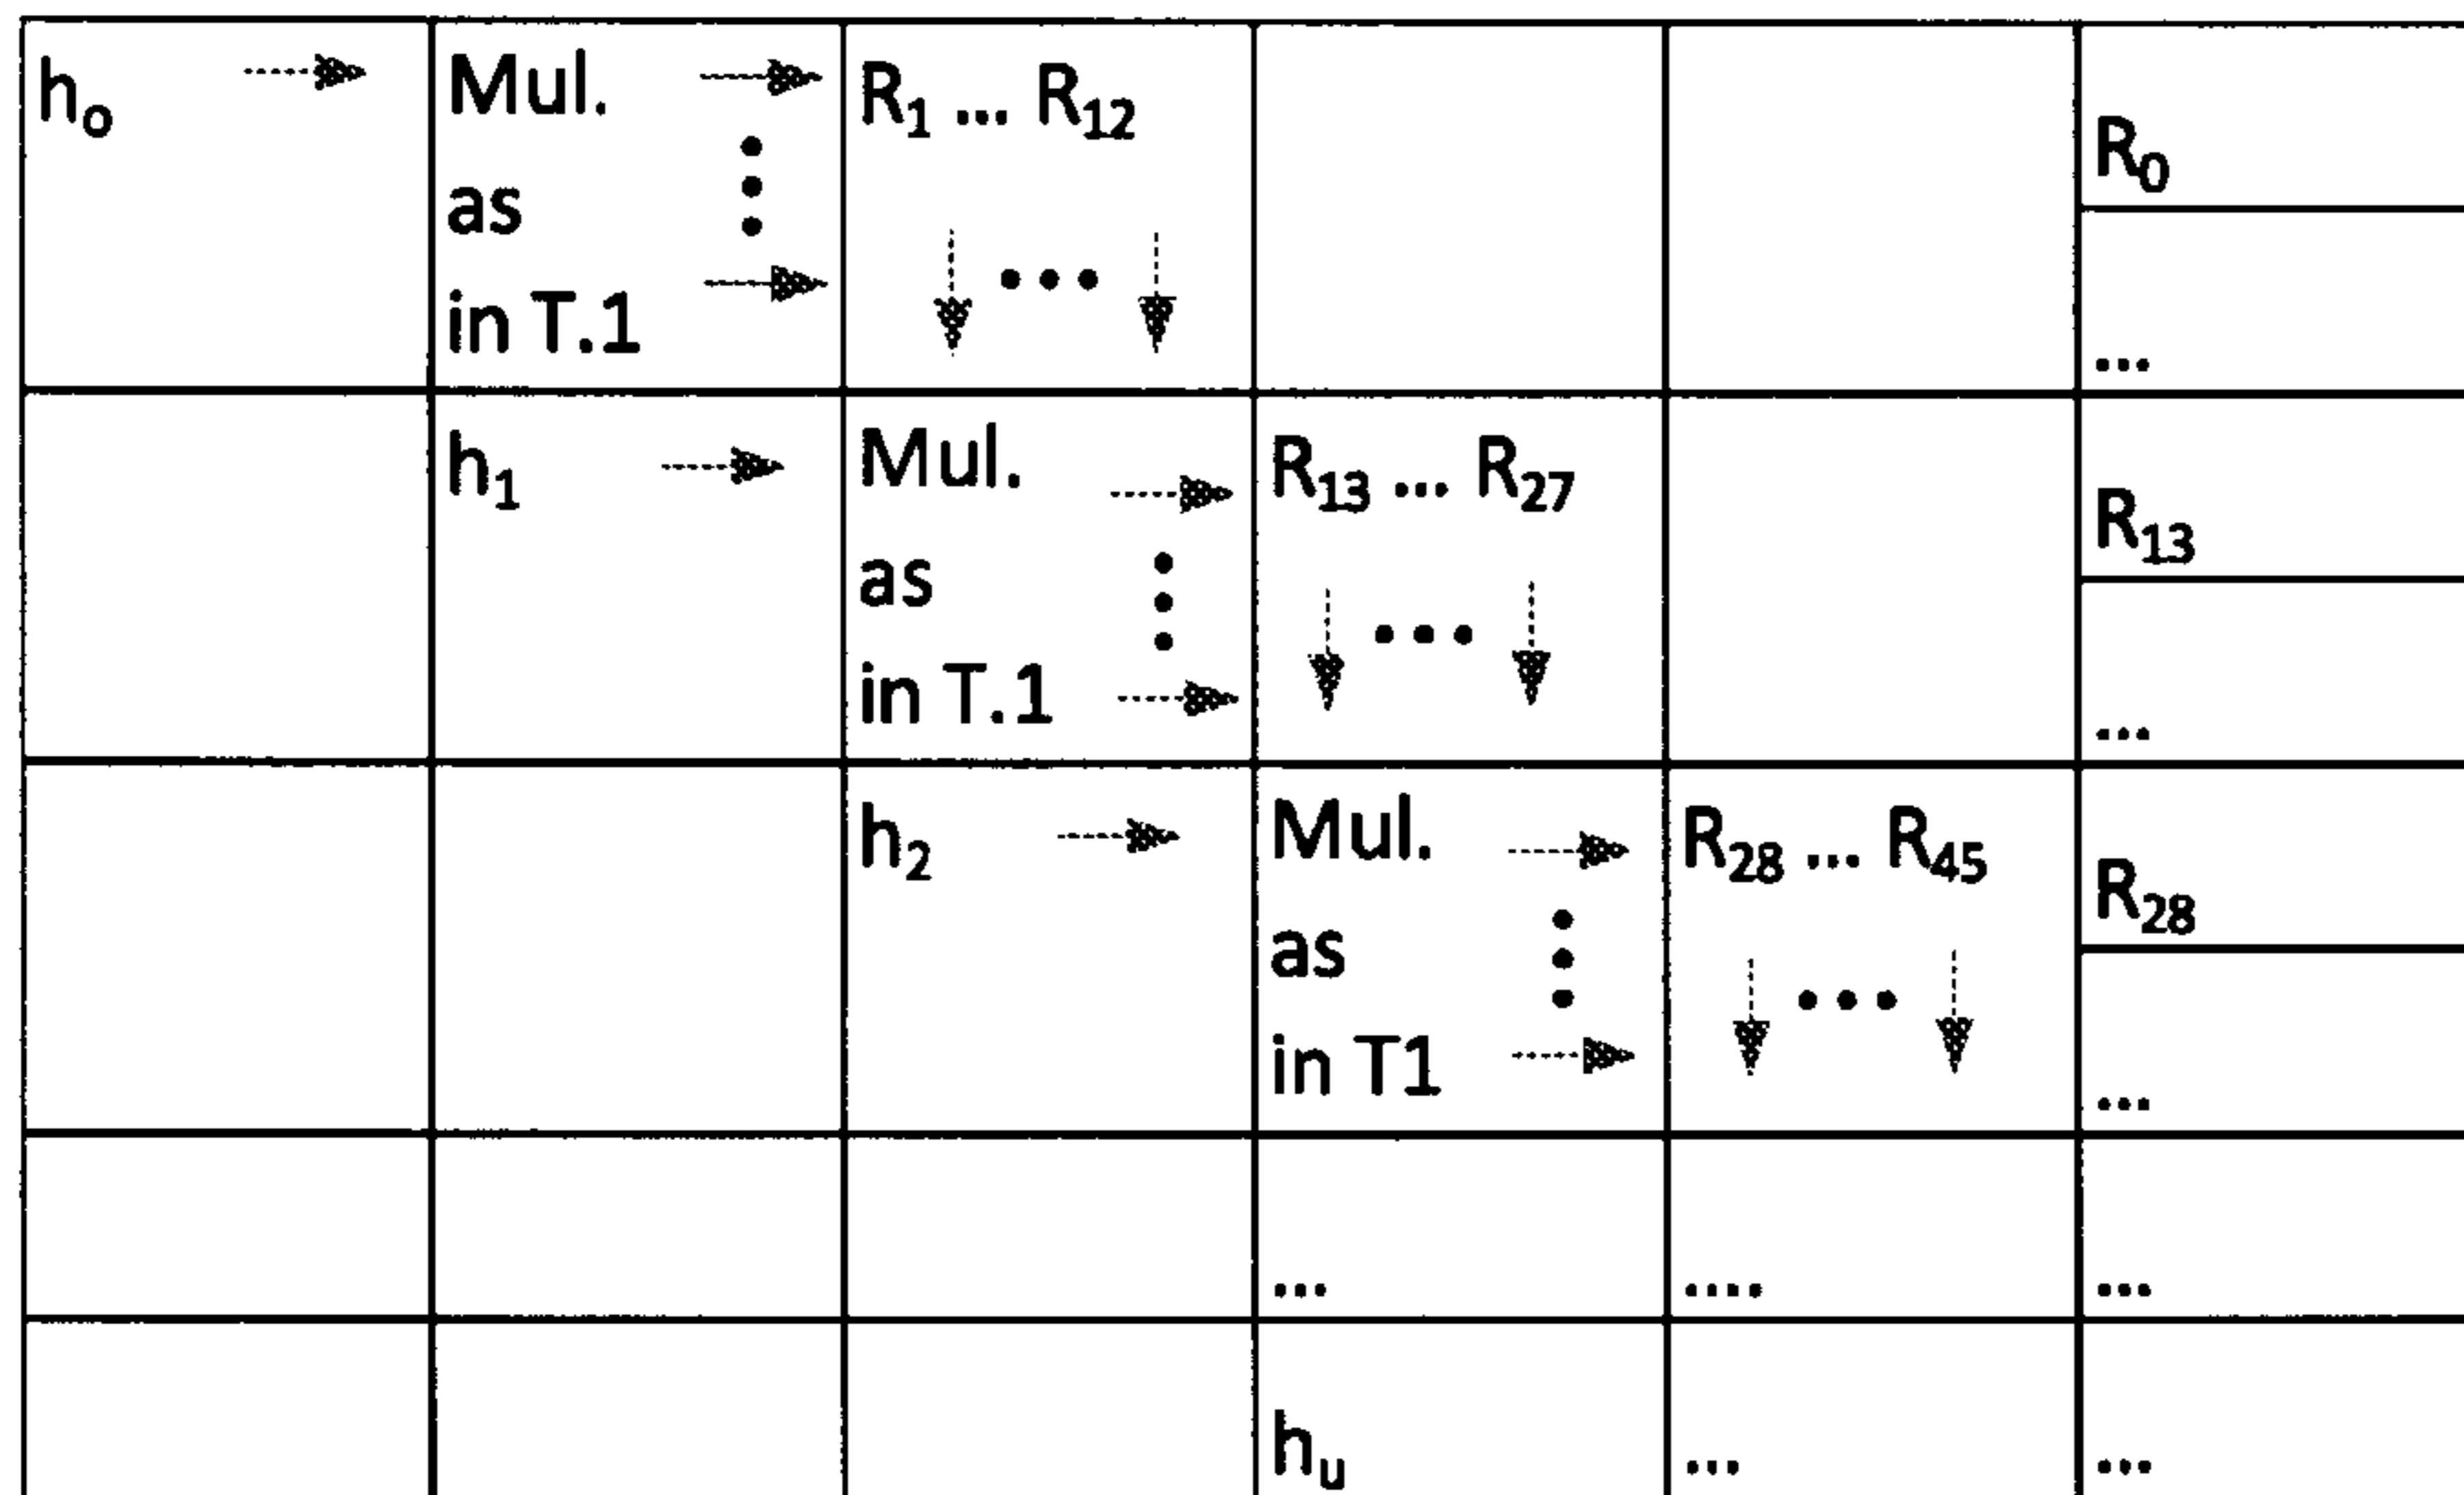 h₀ Mul. R₁ ... R₁₂
R₀
as
in T.1
...
h₁ Mul. R₁₃ ... R₂₇
R₁₃
as
in T.1
...
h₂ Mul. R₂₈ ... R₄₅
R₂₈
as
in T1
...
... .... ...
hᵤ ... ...